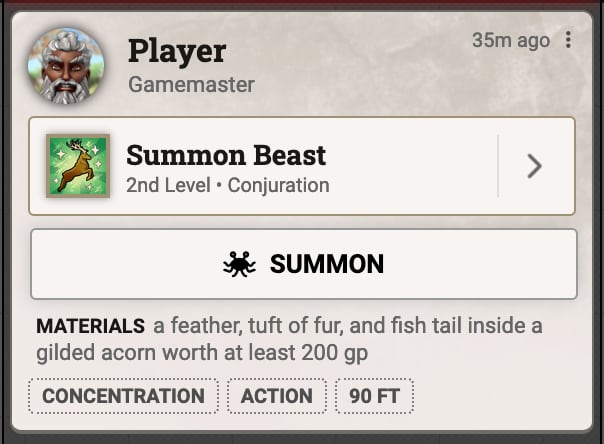 Player
35m ago
Gamemaster
Summon Beast
2nd Level • Conjuration
SUMMON
MATERIALS a feather, tuft of fur, and fish tail inside a
gilded acorn worth at least 200 gp
CONCENTRATION ACTION 90 FT